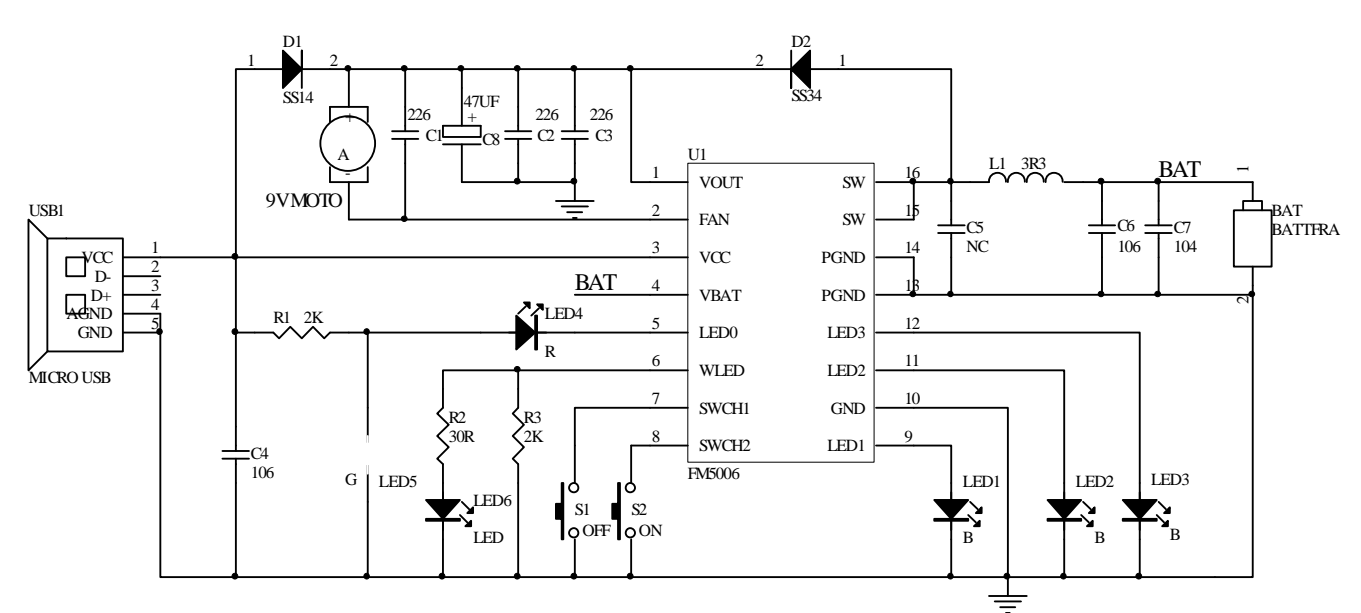 D1
1
2
SS14
D2
2
1
SS34
226
C1
47UF
+
C8
226
C2
226
C3
+
A
-
9VMOTO
U1
1
VOUT
2
FAN
3
VCC
4
VBAT
5
LED0
6
WLED
7
SWCH1
8
SWCH2
SW
16
SW
15
PGND
14
PGND
13
LED3
12
LED2
11
GND
10
LED1
9
FM5006
L1 3R3
BAT
1
BAT
BATTFRA
2
C5
NC
C6
106
C7
104
USB1
VCC
1
D-
2
D+
3
AGND
4
GND
5
MICRO USB
BAT
R1 2K
LED4
R
R2
30R
R3
2K
C4
106
G LED5
LED6
LED
S1
OFF
S2
ON
LED1
B
LED2
B
LED3
B